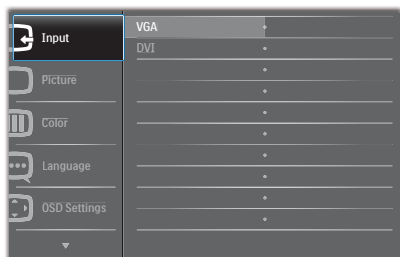 Input
Picture
Color
Language
OSD Settings
VGA
DVI